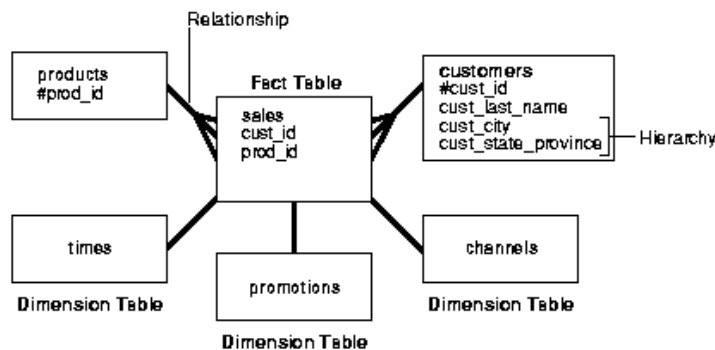 Relationship
products
#prod_id
Fact Table
sales
cust_id
prod_id
customers
#cust_id
cust_last_name
cust_city
cust_state_province
Hierarchy
times
Dimension Table
promotions
Dimension Table
channels
Dimension Table